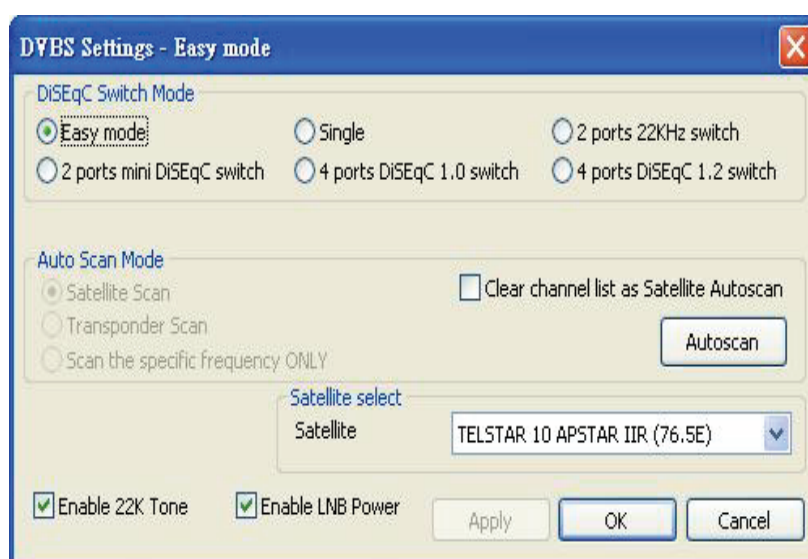 DVBS Settings - Easy mode
DiSEqC Switch Mode
Easy mode
Single
2 ports 22KHz switch
2 ports mini DiSEqC switch
4 ports DiSEqC 1.0 switch
4 ports DiSEqC 1.2 switch
Auto Scan Mode
Satellite Scan
Clear channel list as Satellite Autoscan
Transponder Scan
Autoscan
Scan the specific frequency ONLY
Satellite select
Satellite
TELSTAR 10 APSTAR IIR (76.5E)
Enable 22K Tone
Enable LNB Power
Apply
OK
Cancel